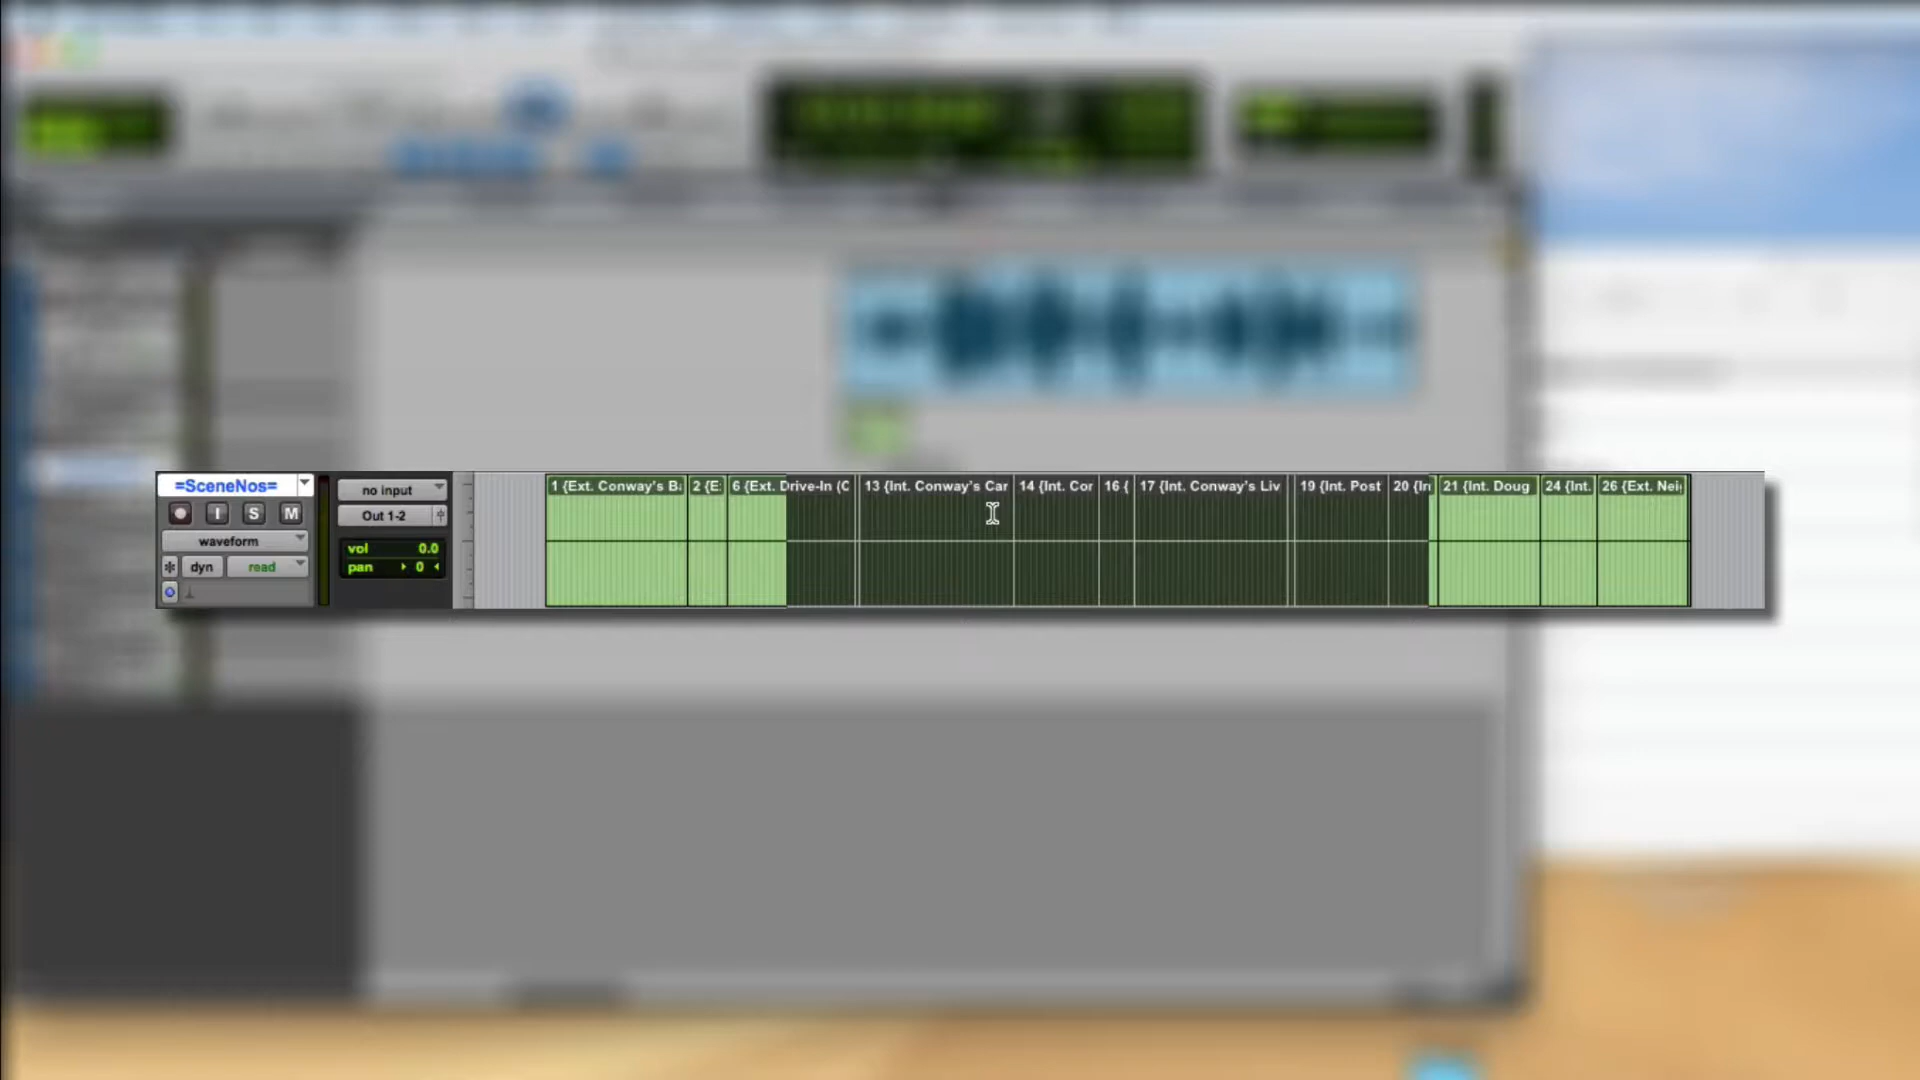 =SceneNos=
I S M
waveform
dyn read
no input
Out 1-2
vol 0.0
pan 0
1 {Ext. Conway's B
2 {E
6 {Ext. Drive-In (C
13 {Int. Conway's Car
14 {Int. Cor
16 {
17 {Int. Conway's Liv
19 {Int. Post
20 {In
21 {Int. Doug
24 {Int.
26 {Ext. Nei